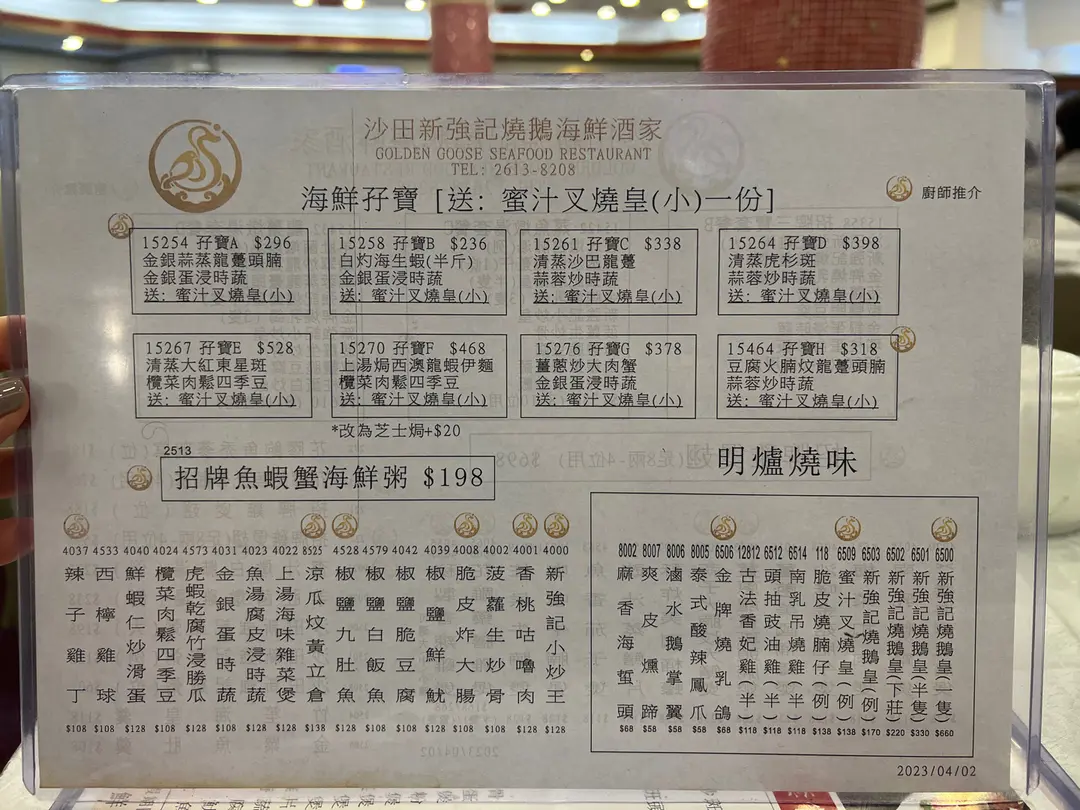 沙田新強記燒鵝海鮮酒家
GOLDEN GOOSE SEAFOOD RESTAURANT
TEL: 2613-8208
海鮮孖寶 [送: 蜜汁叉燒皇(小)一份]
廚師推介
15254 孖寶A $296
金銀蒜蒸龍躉頭腩
金銀蛋浸時蔬
送: 蜜汁叉燒皇(小)
15258 孖寶B $236
白灼海生蝦(半斤)
金銀蛋浸時蔬
送: 蜜汁叉燒皇(小)
15261 孖寶C $338
清蒸沙巴龍躉
蒜蓉炒時蔬
送: 蜜汁叉燒皇(小)
15264 孖寶D $398
清蒸虎杉斑
蒜蓉炒時蔬
送: 蜜汁叉燒皇(小)
15267 孖寶E $528
清蒸大紅東星斑
欖菜肉鬆四季豆
送: 蜜汁叉燒皇(小)
15270 孖寶F $468
上湯焗西澳龍蝦伊麵
欖菜肉鬆四季豆
送: 蜜汁叉燒皇(小)
*改為芝士焗+$20
15276 孖寶G $378
薑蔥炒大肉蟹
金銀蛋浸時蔬
送: 蜜汁叉燒皇(小)
15464 孖寶H $318
豆腐火腩炆龍躉頭腩
蒜蓉炒時蔬
送: 蜜汁叉燒皇(小)
2513
招牌魚蝦蟹海鮮粥 $198
4000 新強記小炒王 $128
4001 香桃咕嚕肉 $128
4002 菠蘿生炒骨 $108
4008 脆皮炸大腸 $128
4039 椒鹽鮮魷 $128
4042 椒鹽脆豆腐 $108
4579 椒鹽白飯魚 $108
4528 椒鹽九肚魚 $128
8525 涼瓜炆黃立倉 $138
4022 上湯海味雜菜煲 $128
4023 魚湯腐皮浸時蔬 $128
4031 金銀蛋時蔬 $108
4573 虎蝦乾腐竹浸勝瓜 $128
4024 欖菜肉鬆四季豆 $108
4040 鮮蝦仁炒滑蛋 $128
4533 西檸雞球 $108
4037 辣子雞丁 $108
明爐燒味
6500 新強記燒鵝皇(一隻) $660
6501 新強記燒鵝皇(半隻) $330
6502 新強記燒鵝皇(下莊) $220
6503 新強記燒鵝皇(例) $170
6509 蜜汁叉燒皇(例) $138
118 脆皮燒腩仔(例) $138
6514 南乳吊燒雞(半) $118
6512 頭抽豉油雞(半) $118
12812 古法香妃雞(半) $118
6506 金牌燒乳鴿 $68
8005 泰式酸辣鳳爪 $58
8006 滷水鵝掌翼 $58
8007 爽皮燻蹄 $58
8002 麻香海蜇頭 $68
2023/04/02